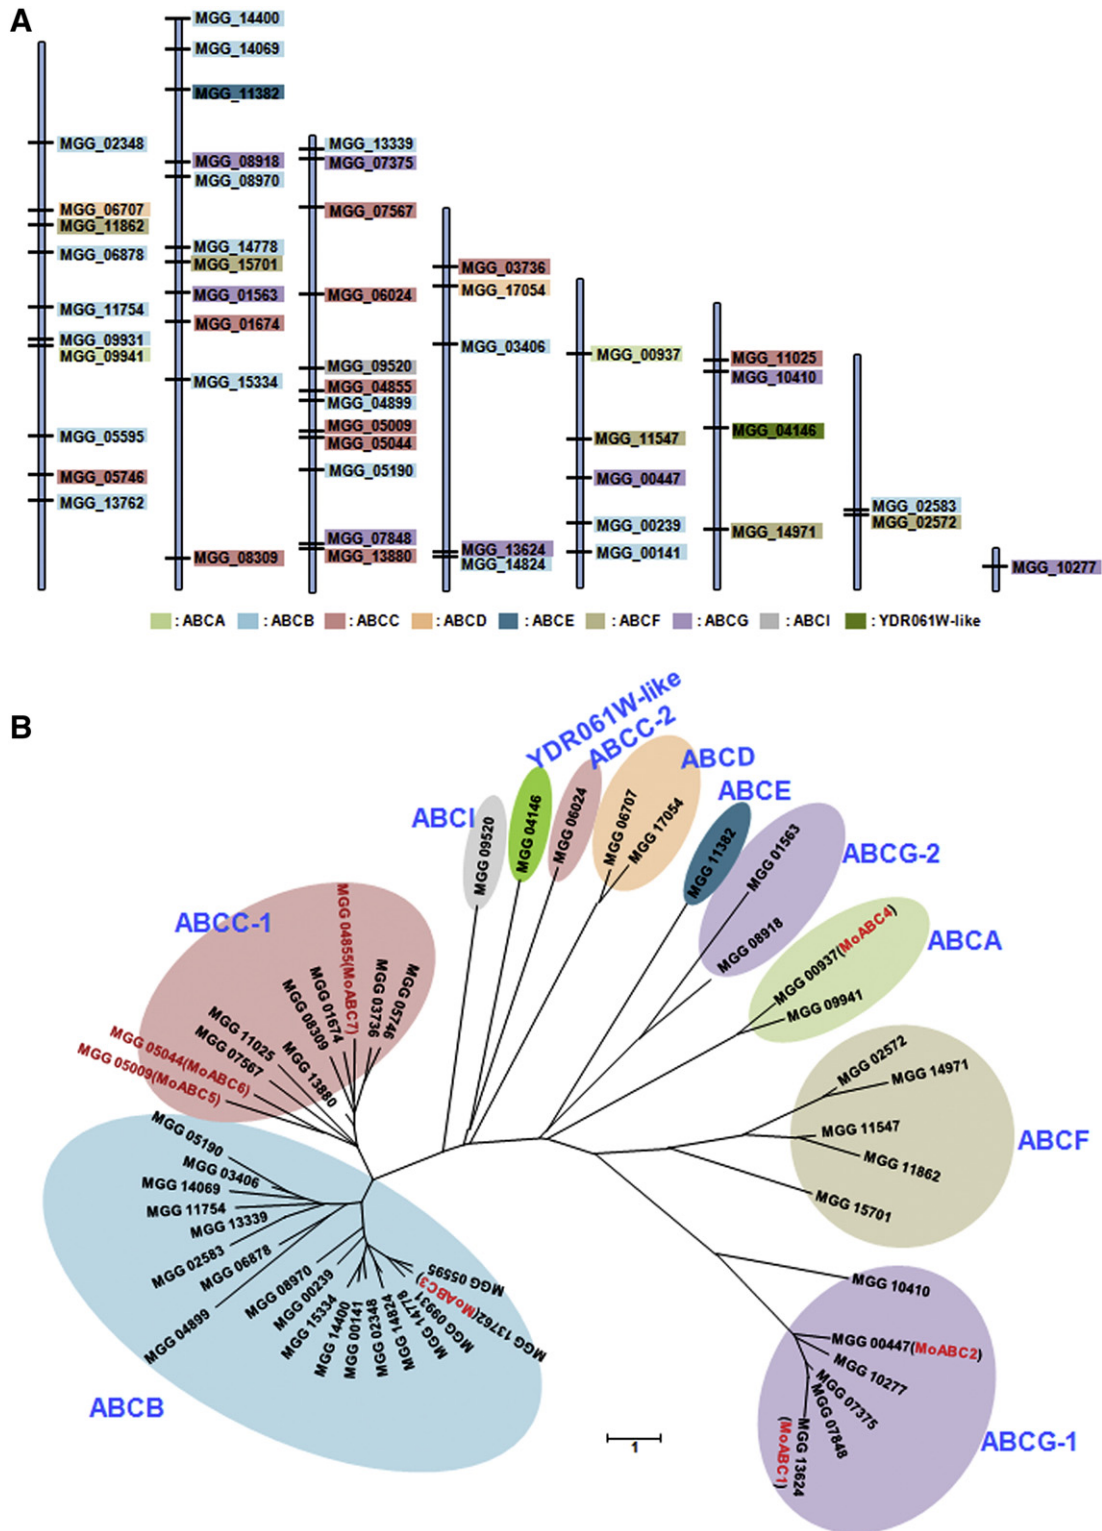 A
MGG_02348
MGG_06707
MGG_11862
MGG_06878
MGG_11754
MGG_09931
MGG_09941
MGG_05595
MGG_05746
MGG_13762
MGG_14400
MGG_14069
MGG_11382
MGG_08918
MGG_08970
MGG_14778
MGG_15701
MGG_01563
MGG_01674
MGG_15334
MGG_08309
MGG_13339
MGG_07375
MGG_07567
MGG_06024
MGG_09520
MGG_04855
MGG_04899
MGG_05009
MGG_05044
MGG_05190
MGG_07848
MGG_13880
MGG_03736
MGG_17054
MGG_03406
MGG_13624
MGG_14824
MGG_00937
MGG_11547
MGG_00447
MGG_00239
MGG_00141
MGG_11025
MGG_10410
MGG_04146
MGG_14971
MGG_02583
MGG_02572
MGG_10277
: ABCA : ABCB : ABCC : ABCD : ABCE : ABCF : ABCG : ABCI : YDR061W-like
B
ABCI
MGG 09520
YDR061W-like
MGG 04146
ABCC-2
MGG 06024
ABCD
MGG 06707
MGG 17054
ABCE
MGG 11382
ABCG-2
MGG 01563
MGG 08918
ABCA
MGG 00937(MoABC4)
MGG 09941
ABCF
MGG 02572
MGG 14971
MGG 11547
MGG 11862
MGG 15701
ABCG-1
MGG 10410
MGG 00447(MoABC2)
MGG 10277
MGG 07375
MGG 07848
MGG 13624
(MoABC1)
ABCC-1
MGG 05746
MGG 03736
MGG 04855(MoABC7)
MGG 01674
MGG 08309
MGG 13880
MGG 11025
MGG 07567
MGG 05044(MoABC6)
MGG 05009(MoABC5)
ABCB
MGG 05190
MGG 03406
MGG 14069
MGG 11754
MGG 13339
MGG 02583
MGG 06878
MGG 04899
MGG 08970
MGG 00239
MGG 15334
MGG 14400
MGG 00141
MGG 02348
MGG 14824
MGG 14778
MGG 09931
MGG 13762(MoABC3)
MGG 05595
1